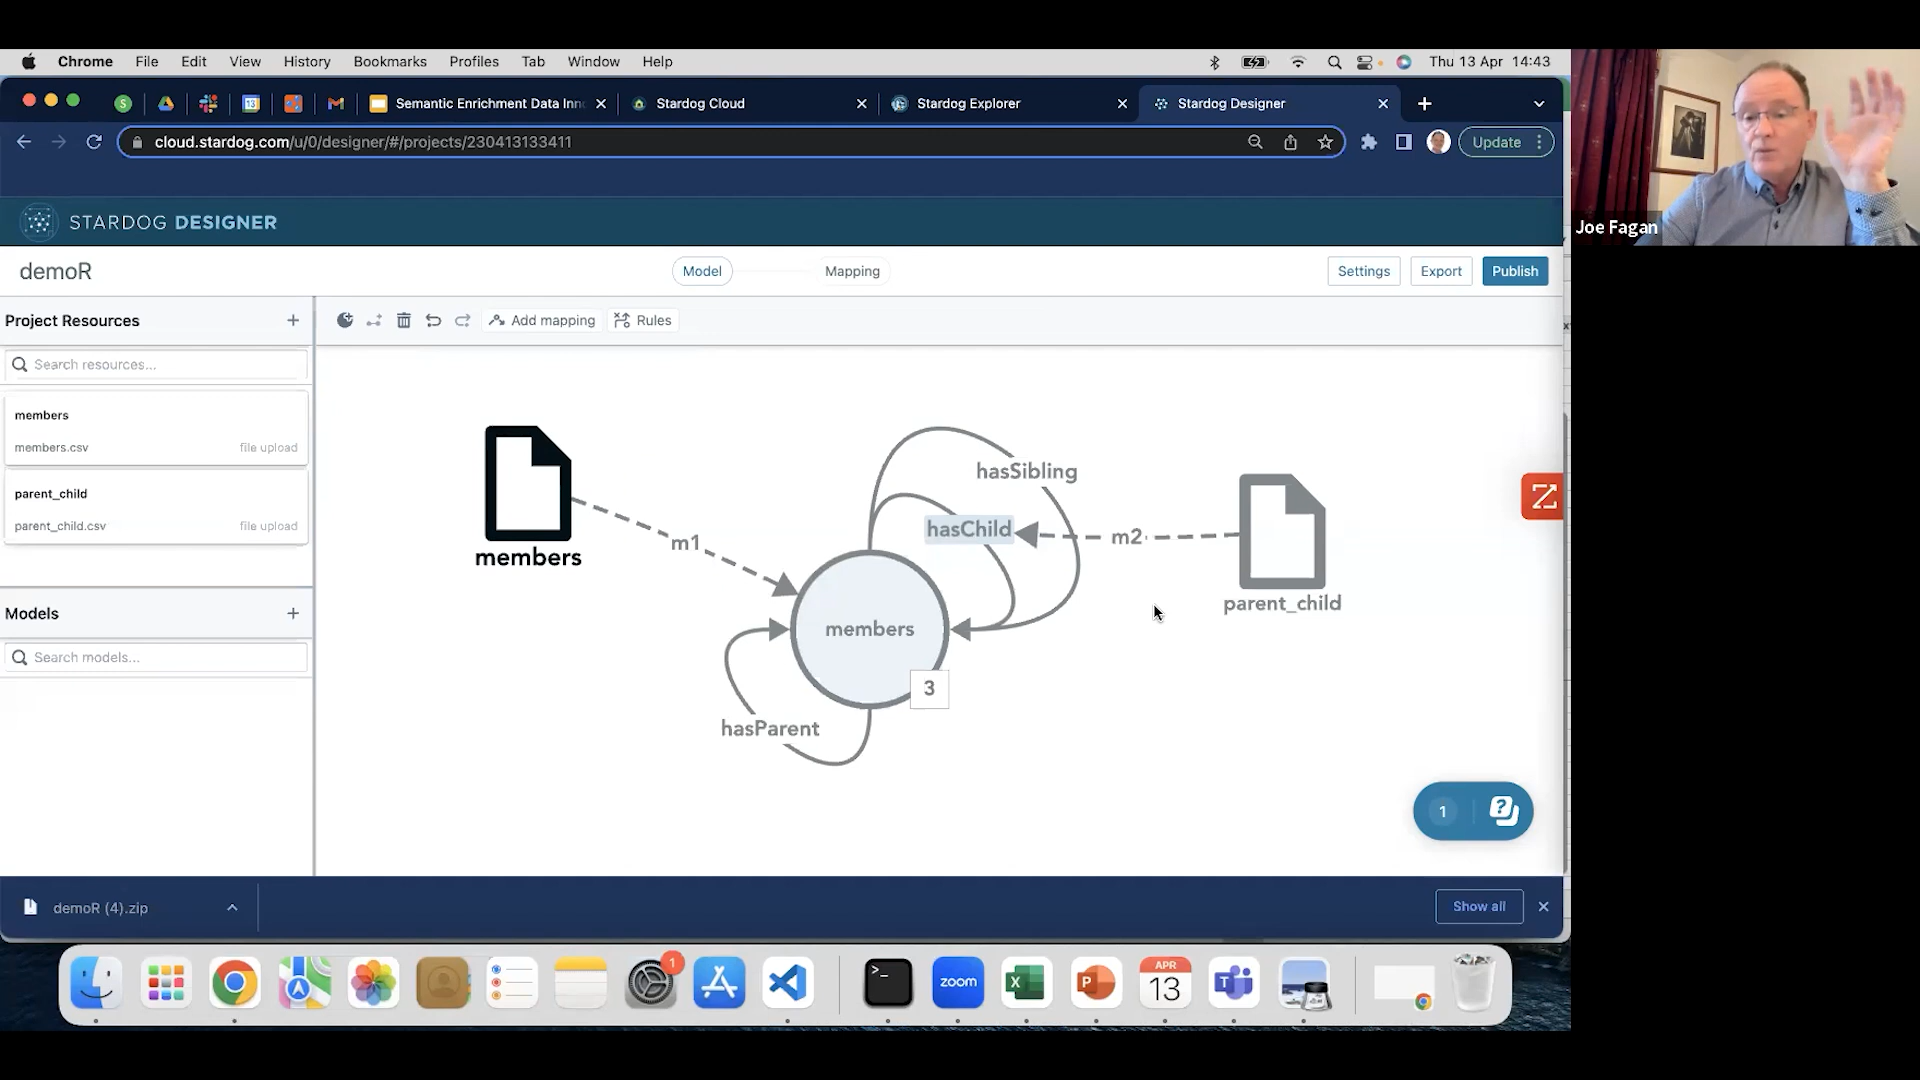 Chrome File Edit View History Bookmarks Profiles Tab Window Help Thu 13 Apr 14:43
S 13 Semantic Enrichment Data Inno Stardog Cloud Stardog Explorer Stardog Designer
cloud.stardog.com/u/0/designer/#/projects/230413133411 Update
STARDOG DESIGNER
demoR Model Mapping Settings Export Publish
Project Resources Add mapping Rules
Search resources...
members
members.csv file upload
parent_child
parent_child.csv file upload
Models
Search models...
members
m1
hasSibling
hasChild
m2
parent_child
members
3
hasParent
1
demoR (4).zip Show all
1
>_
zoom
X
P
APR
13
T
Joe Fagan